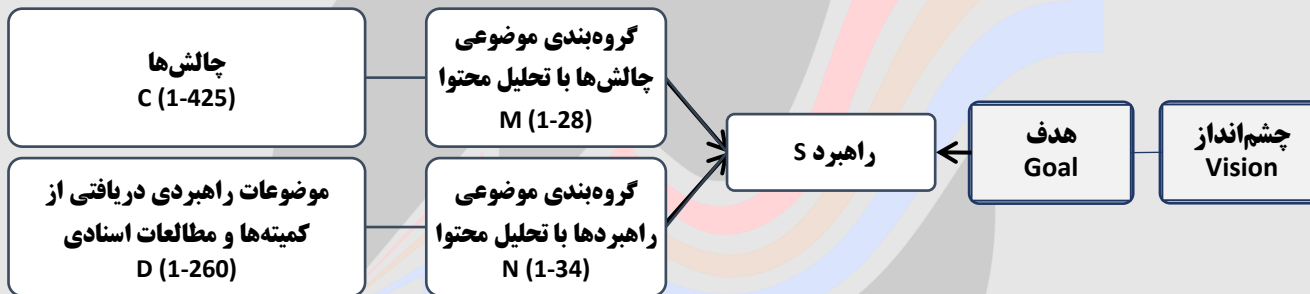 چشم‌انداز
Vision
هدف
Goal
راهبرد S
گروه‌بندی موضوعی
چالش‌ها با تحلیل محتوا
M (1-28)
چالش‌ها
C (1-425)
گروه‌بندی موضوعی
راهبردها با تحلیل محتوا
N (1-34)
موضوعات راهبردی دریافتی از
کمیته‌ها و مطالعات اسنادی
D (1-260)